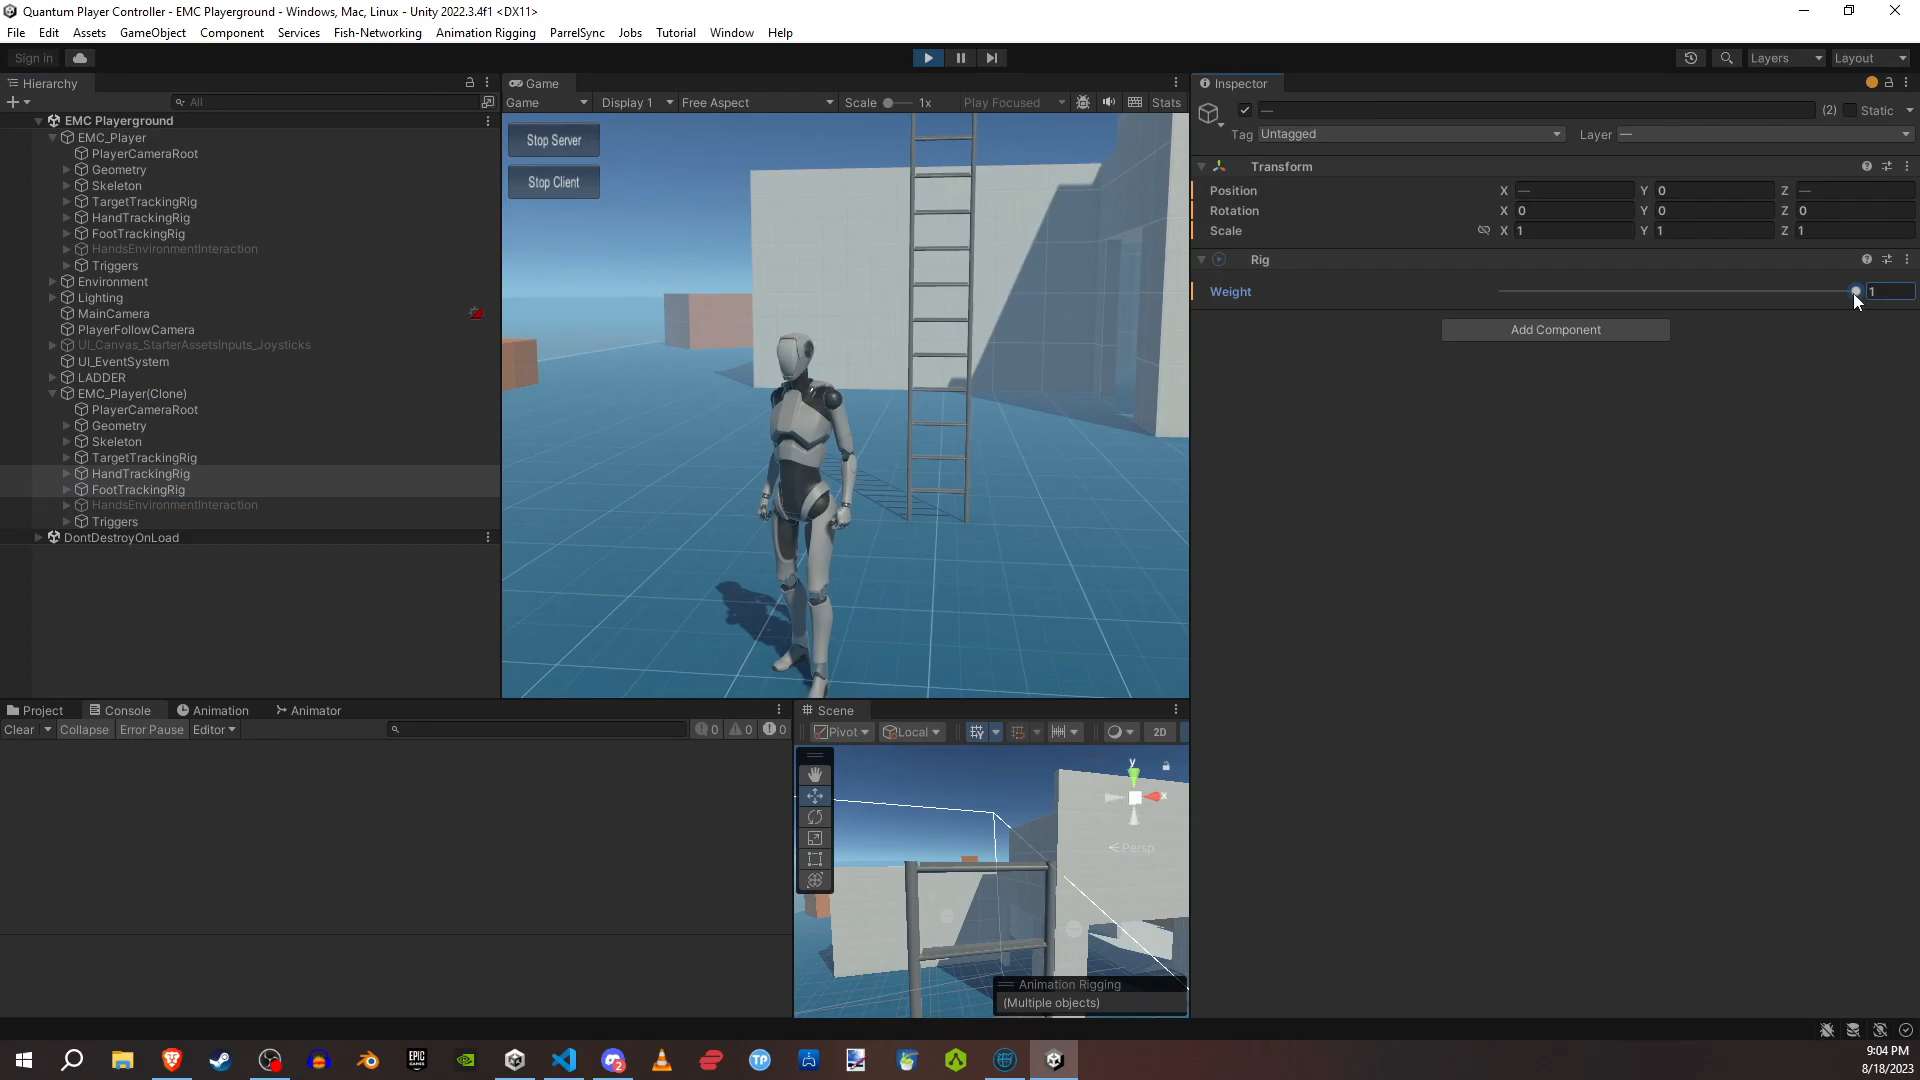 Quantum Player Controller - EMC Playerground - Windows, Mac, Linux - Unity 2022.3.4f1 <DX11>
File Edit Assets GameObject Component Services Fish-Networking Animation Rigging ParrelSync Jobs Tutorial Window Help
Sign in
Layers
Layout
Hierarchy
All
EMC Playerground
EMC_Player
PlayerCameraRoot
Geometry
Skeleton
TargetTrackingRig
HandTrackingRig
FootTrackingRig
HandsEnvironmentInteraction
Triggers
Environment
Lighting
MainCamera
PlayerFollowCamera
UI_Canvas_StarterAssetsInputs_Joysticks
UI_EventSystem
LADDER
EMC_Player(Clone)
PlayerCameraRoot
Geometry
Skeleton
TargetTrackingRig
HandTrackingRig
FootTrackingRig
HandsEnvironmentInteraction
Triggers
DontDestroyOnLoad
Game
Game Display 1 Free Aspect Scale 1x Play Focused Stats
Stop Server
Stop Client
Inspector
— (2) Static
Tag Untagged Layer —
Transform
Position X — Y 0 Z —
Rotation X 0 Y 0 Z 0
Scale X 1 Y 1 Z 1
Rig
Weight 1
Add Component
Project Console Animation Animator
Clear Collapse Error Pause Editor 0 0 0
Scene
Pivot Local 2D
y
x
Persp
Animation Rigging
(Multiple objects)
EPIC GAMES
2
TP
9:04 PM
8/18/2023